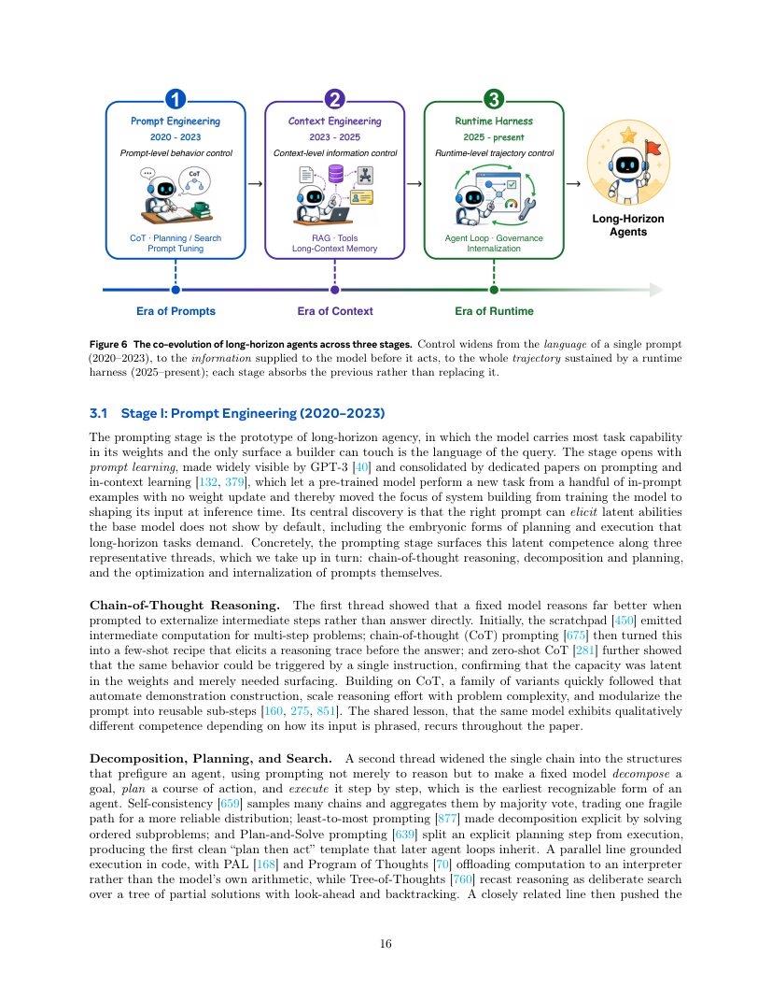 1
Prompt Engineering
2020 - 2023
Prompt-level behavior control
...
CoT
CoT · Planning / Search
Prompt Tuning
2
Context Engineering
2023 - 2025
Context-level information control
RAG · Tools
Long-Context Memory
3
Runtime Harness
2025 - present
Runtime-level trajectory control
Agent Loop · Governance
Internalization
Long-Horizon
Agents
Era of Prompts
Era of Context
Era of Runtime
Figure 6 The co-evolution of long-horizon agents across three stages. Control widens from the language of a single prompt
(2020–2023), to the information supplied to the model before it acts, to the whole trajectory sustained by a runtime
harness (2025–present); each stage absorbs the previous rather than replacing it.
3.1 Stage I: Prompt Engineering (2020–2023)
The prompting stage is the prototype of long-horizon agency, in which the model carries most task capability
in its weights and the only surface a builder can touch is the language of the query. The stage opens with
prompt learning, made widely visible by GPT-3 [40] and consolidated by dedicated papers on prompting and
in-context learning [132, 379], which let a pre-trained model perform a new task from a handful of in-prompt
examples with no weight update and thereby moved the focus of system building from training the model to
shaping its input at inference time. Its central discovery is that the right prompt can elicit latent abilities
the base model does not show by default, including the embryonic forms of planning and execution that
long-horizon tasks demand. Concretely, the prompting stage surfaces this latent competence along three
representative threads, which we take up in turn: chain-of-thought reasoning, decomposition and planning,
and the optimization and internalization of prompts themselves.
Chain-of-Thought Reasoning. The first thread showed that a fixed model reasons far better when
prompted to externalize intermediate steps rather than answer directly. Initially, the scratchpad [450] emitted
intermediate computation for multi-step problems; chain-of-thought (CoT) prompting [675] then turned this
into a few-shot recipe that elicits a reasoning trace before the answer; and zero-shot CoT [281] further showed
that the same behavior could be triggered by a single instruction, confirming that the capacity was latent
in the weights and merely needed surfacing. Building on CoT, a family of variants quickly followed that
automate demonstration construction, scale reasoning effort with problem complexity, and modularize the
prompt into reusable sub-steps [160, 275, 851]. The shared lesson, that the same model exhibits qualitatively
different competence depending on how its input is phrased, recurs throughout the paper.
Decomposition, Planning, and Search. A second thread widened the single chain into the structures
that prefigure an agent, using prompting not merely to reason but to make a fixed model decompose a
goal, plan a course of action, and execute it step by step, which is the earliest recognizable form of an
agent. Self-consistency [659] samples many chains and aggregates them by majority vote, trading one fragile
path for a more reliable distribution; least-to-most prompting [877] made decomposition explicit by solving
ordered subproblems; and Plan-and-Solve prompting [639] split an explicit planning step from execution,
producing the first clean “plan then act” template that later agent loops inherit. A parallel line grounded
execution in code, with PAL [168] and Program of Thoughts [70] offloading computation to an interpreter
rather than the model’s own arithmetic, while Tree-of-Thoughts [760] recast reasoning as deliberate search
over a tree of partial solutions with look-ahead and backtracking. A closely related line then pushed the
16